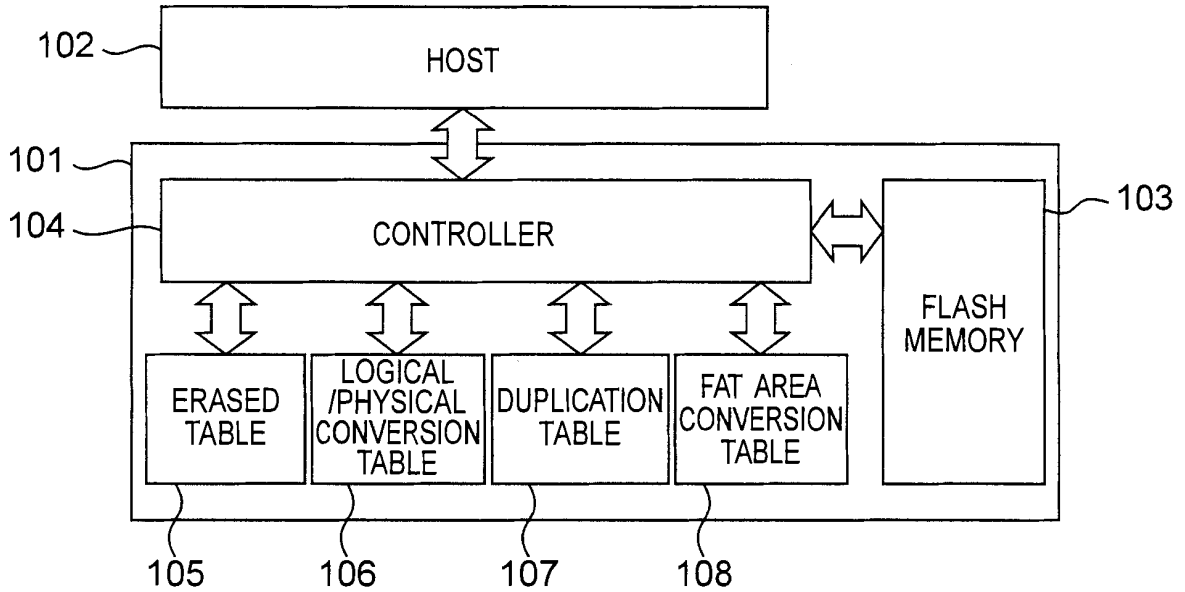 102
HOST
101
104
CONTROLLER
103
FLASH
MEMORY
ERASED
TABLE
LOGICAL
/PHYSICAL
CONVERSION
TABLE
DUPLICATION
TABLE
FAT AREA
CONVERSION
TABLE
105
106
107
108